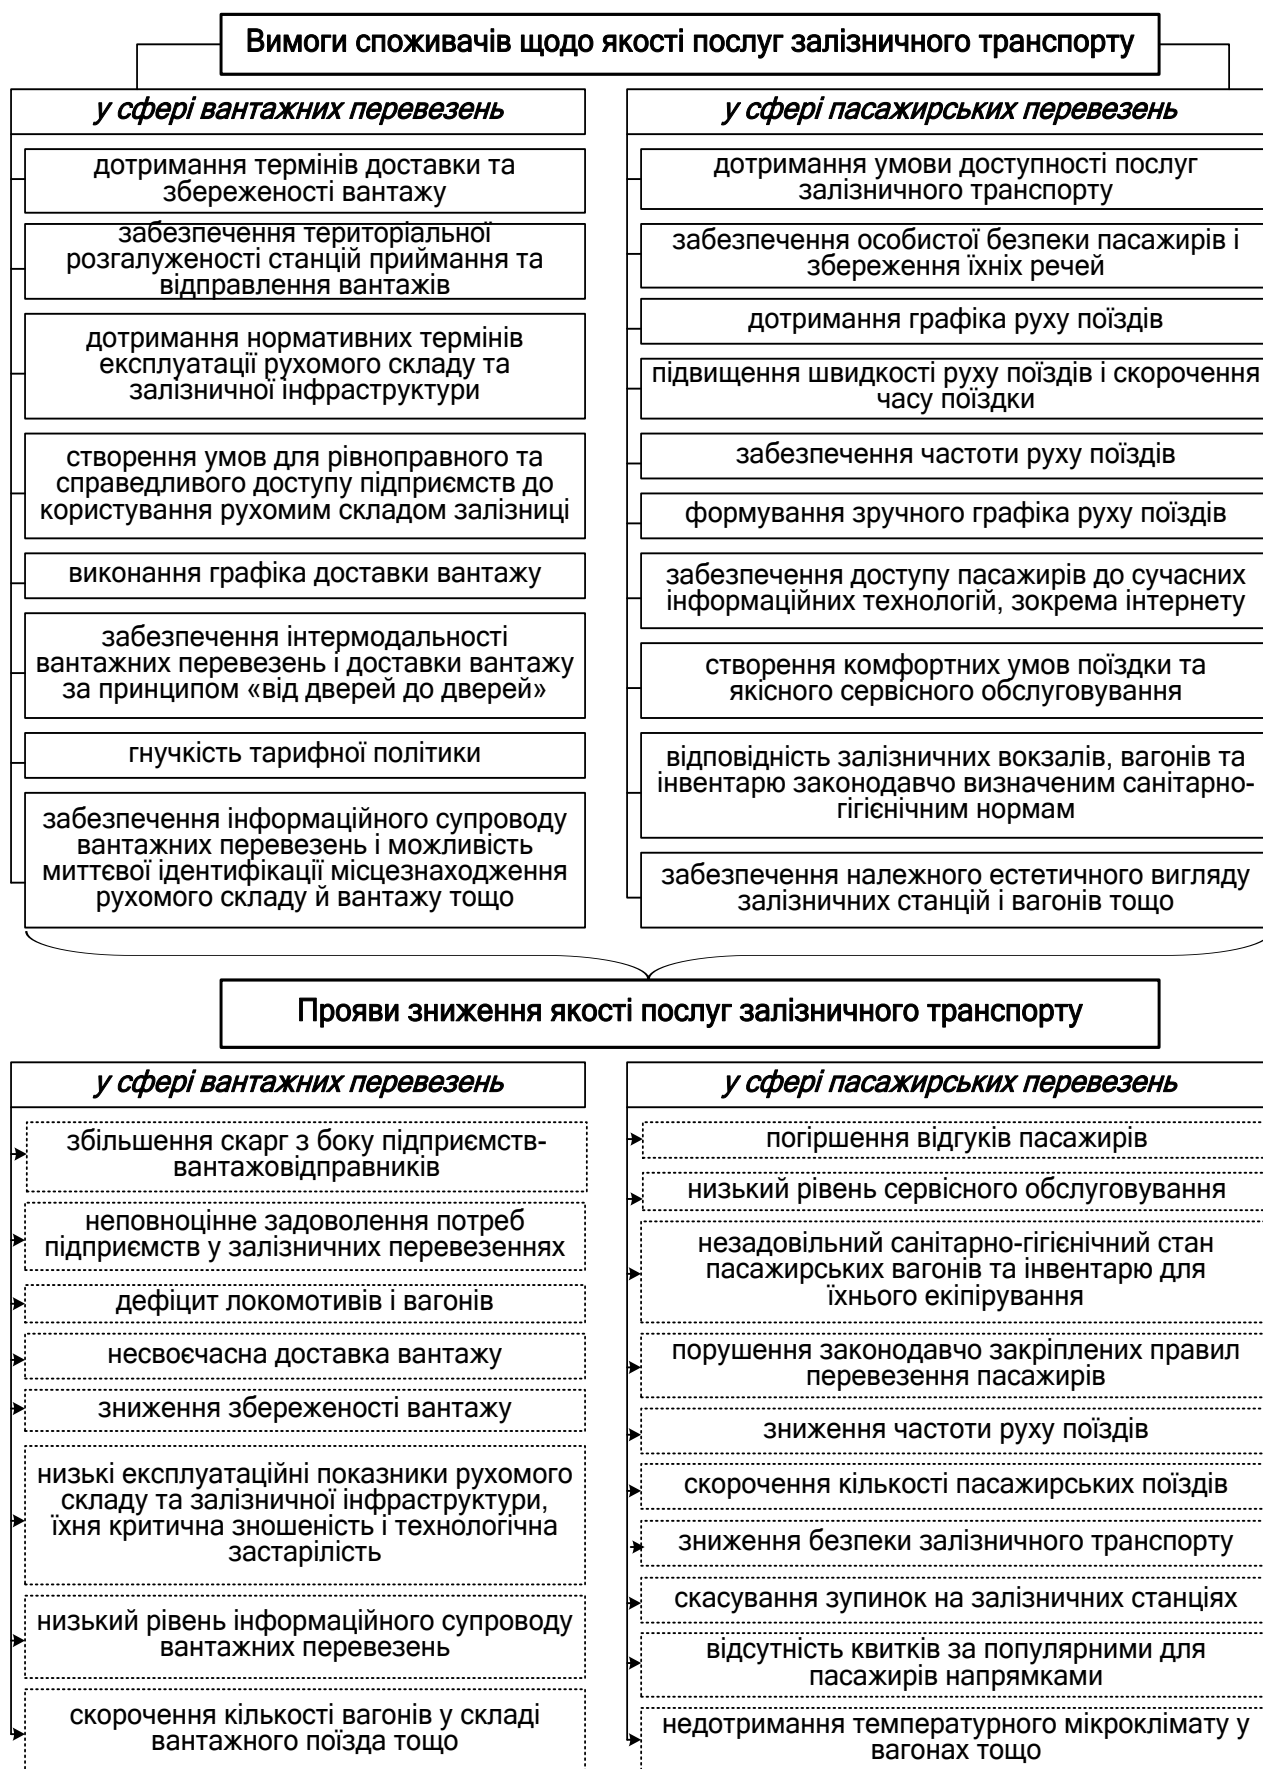 Вимоги споживачів щодо якості послуг залізничного транспорту
у сфері вантажних перевезень
дотримання термінів доставки та
збереженості вантажу
забезпечення територіальної
розгалуженості станцій приймання та
відправлення вантажів
дотримання нормативних термінів
експлуатації рухомого складу та
залізничної інфраструктури
створення умов для рівноправного та
справедливого доступу підприємств до
користування рухомим складом залізниці
виконання графіка доставки вантажу
забезпечення інтермодальності
вантажних перевезень і доставки вантажу
за принципом «від дверей до дверей»
гнучкість тарифної політики
забезпечення інформаційного супроводу
вантажних перевезень і можливість
миттєвої ідентифікації місцезнаходження
рухомого складу й вантажу тощо
у сфері пасажирських перевезень
дотримання умови доступності послуг
залізничного транспорту
забезпечення особистої безпеки пасажирів і
збереження їхніх речей
дотримання графіка руху поїздів
підвищення швидкості руху поїздів і скорочення
часу поїздки
забезпечення частоти руху поїздів
формування зручного графіка руху поїздів
забезпечення доступу пасажирів до сучасних
інформаційних технологій, зокрема інтернету
створення комфортних умов поїздки та
якісного сервісного обслуговування
відповідність залізничних вокзалів, вагонів та
інвентарю законодавчо визначеним санітарно-
гігієнічним нормам
забезпечення належного естетичного вигляду
залізничних станцій і вагонів тощо
Прояви зниження якості послуг залізничного транспорту
у сфері вантажних перевезень
збільшення скарг з боку підприємств-
вантажовідправників
неповноцінне задоволення потреб
підприємств у залізничних перевезеннях
дефіцит локомотивів і вагонів
несвоєчасна доставка вантажу
зниження збереженості вантажу
низькі експлуатаційні показники рухомого
складу та залізничної інфраструктури,
їхня критична зношеність і технологічна
застарілість
низький рівень інформаційного супроводу
вантажних перевезень
скорочення кількості вагонів у складі
вантажного поїзда тощо
у сфері пасажирських перевезень
погіршення відгуків пасажирів
низький рівень сервісного обслуговування
незадовільний санітарно-гігієнічний стан
пасажирських вагонів та інвентарю для
їхнього екіпірування
порушення законодавчо закріплених правил
перевезення пасажирів
зниження частоти руху поїздів
скорочення кількості пасажирських поїздів
зниження безпеки залізничного транспорту
скасування зупинок на залізничних станціях
відсутність квитків за популярними для
пасажирів напрямками
недотримання температурного мікроклімату у
вагонах тощо